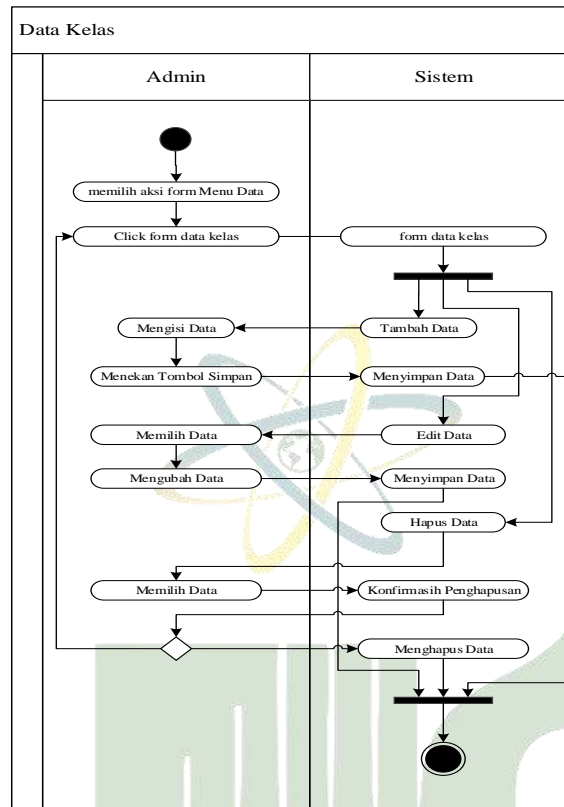 Data Kelas
Admin
Sistem
memilih aksi form Menu Data
Click form data kelas
form data kelas
Mengisi Data
Tambah Data
Menekan Tombol Simpan
Menyimpan Data
Memilih Data
Edit Data
Mengubah Data
Menyimpan Data
Hapus Data
Memilih Data
Konfirmasih Penghapusan
Menghapus Data